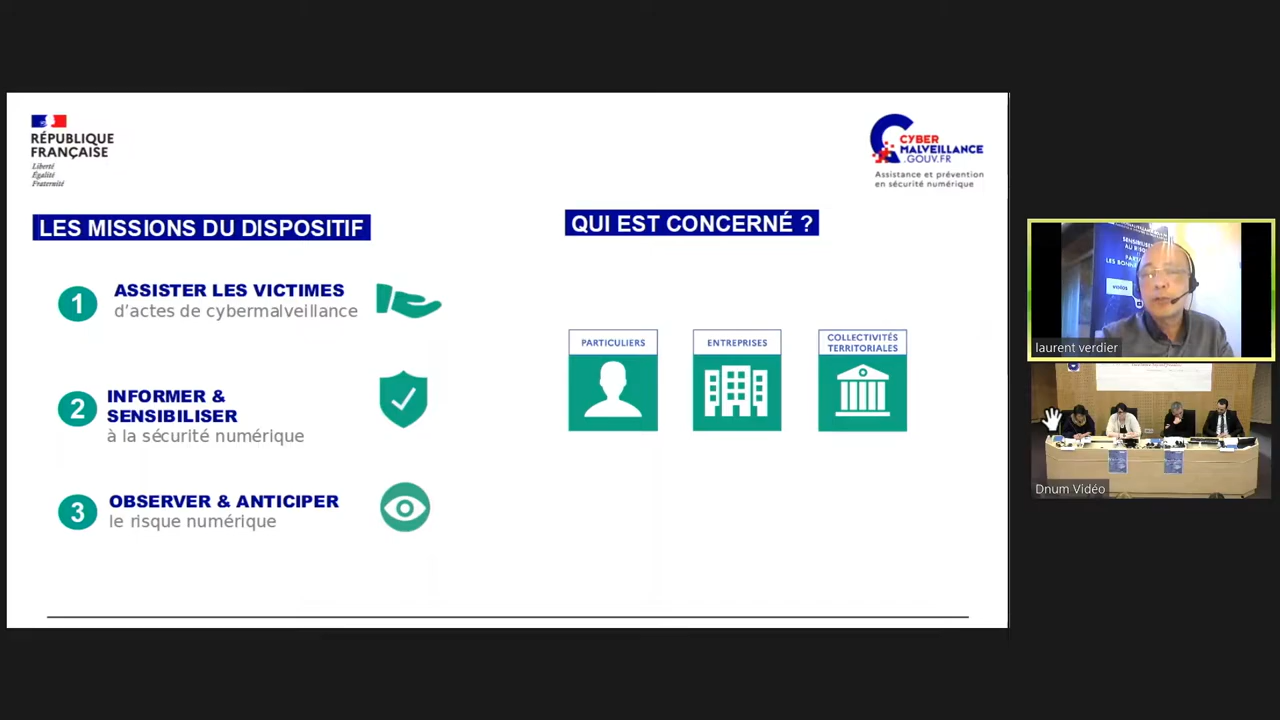 RÉPUBLIQUE
FRANÇAISE
Liberté
Égalité
Fraternité
CYBER
MALVEILLANCE
.GOUV.FR
Assistance et prévention
en sécurité numérique
LES MISSIONS DU DISPOSITIF
1
ASSISTER LES VICTIMES
d’actes de cybermalveillance
2
INFORMER &
SENSIBILISER
à la sécurité numérique
3
OBSERVER & ANTICIPER
le risque numérique
QUI EST CONCERNÉ ?
PARTICULIERS
ENTREPRISES
COLLECTIVITÉS
TERRITORIALES
laurent verdier
Dnum Vidéo